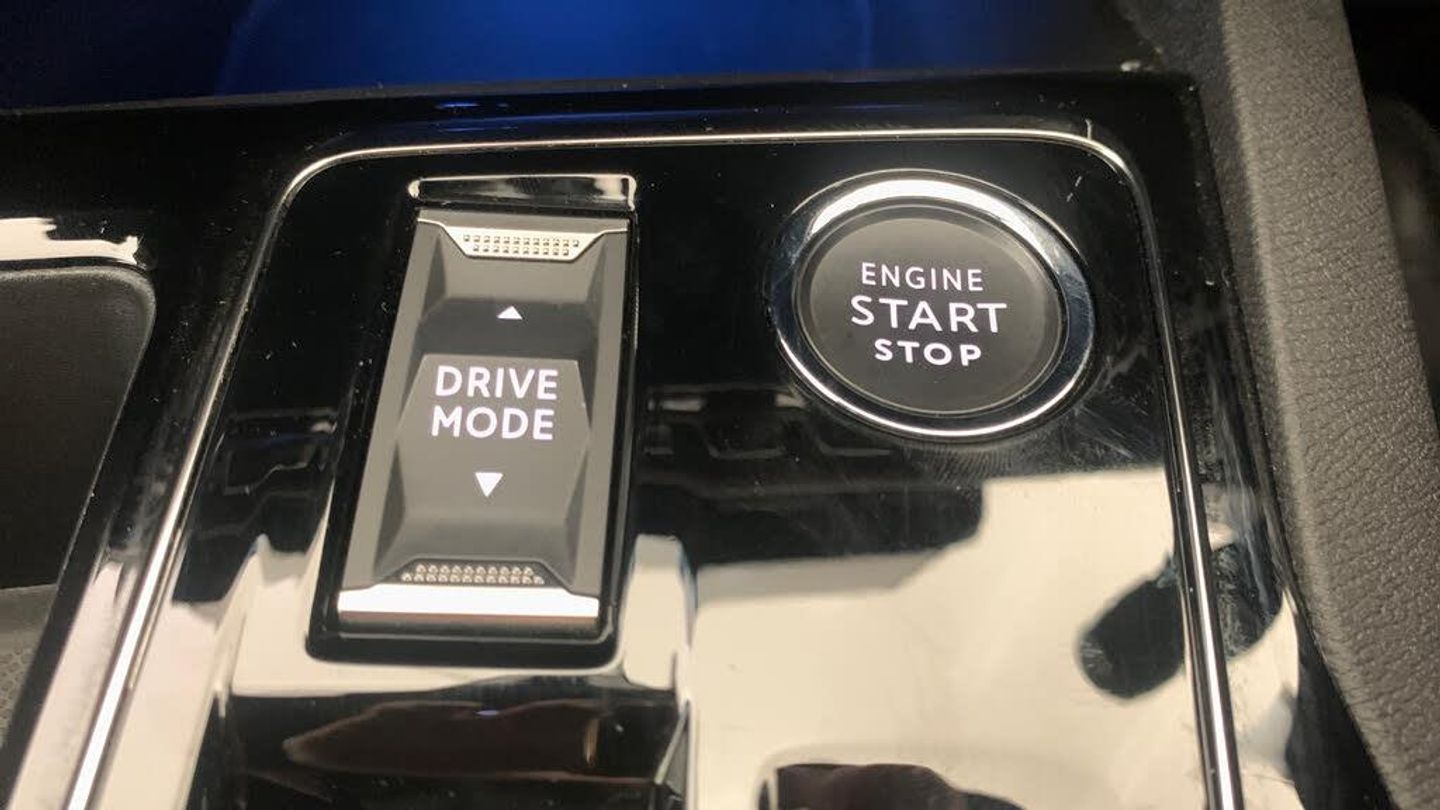 ▲
DRIVE
MODE
▼
ENGINE
START
STOP